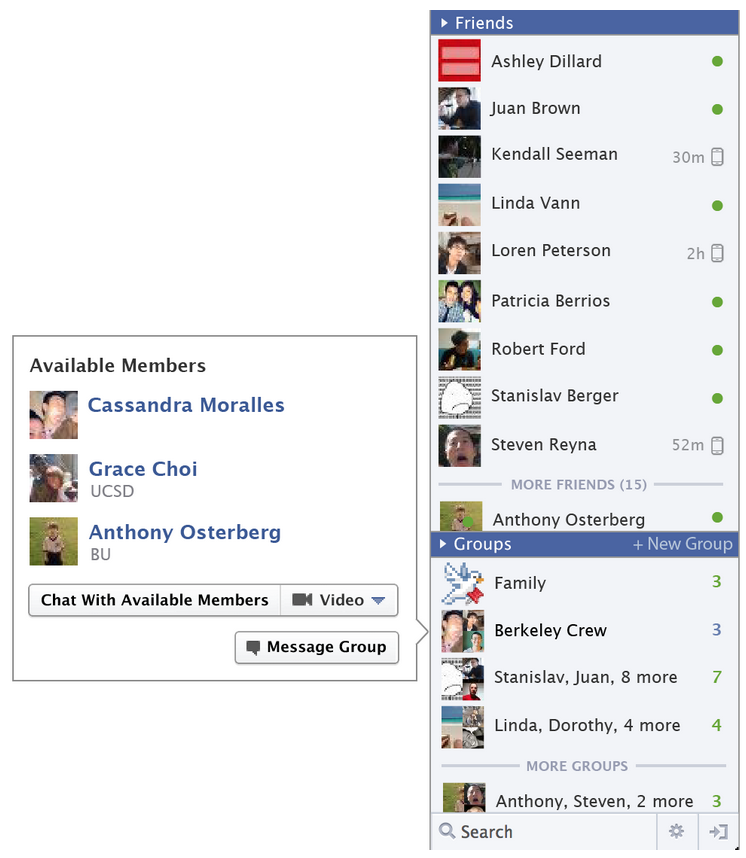 Friends
Ashley Dillard
Juan Brown
Kendall Seeman 30m
Linda Vann
Loren Peterson 2h
Patricia Berrios
Robert Ford
Stanislav Berger
Steven Reyna 52m
MORE FRIENDS (15)
Anthony Osterberg
Groups + New Group
Family 3
Berkeley Crew 3
Stanislav, Juan, 8 more 7
Linda, Dorothy, 4 more 4
MORE GROUPS
Anthony, Steven, 2 more 3
Search
Available Members
Cassandra Moralles
Grace Choi
UCSD
Anthony Osterberg
BU
Chat With Available Members Video
Message Group